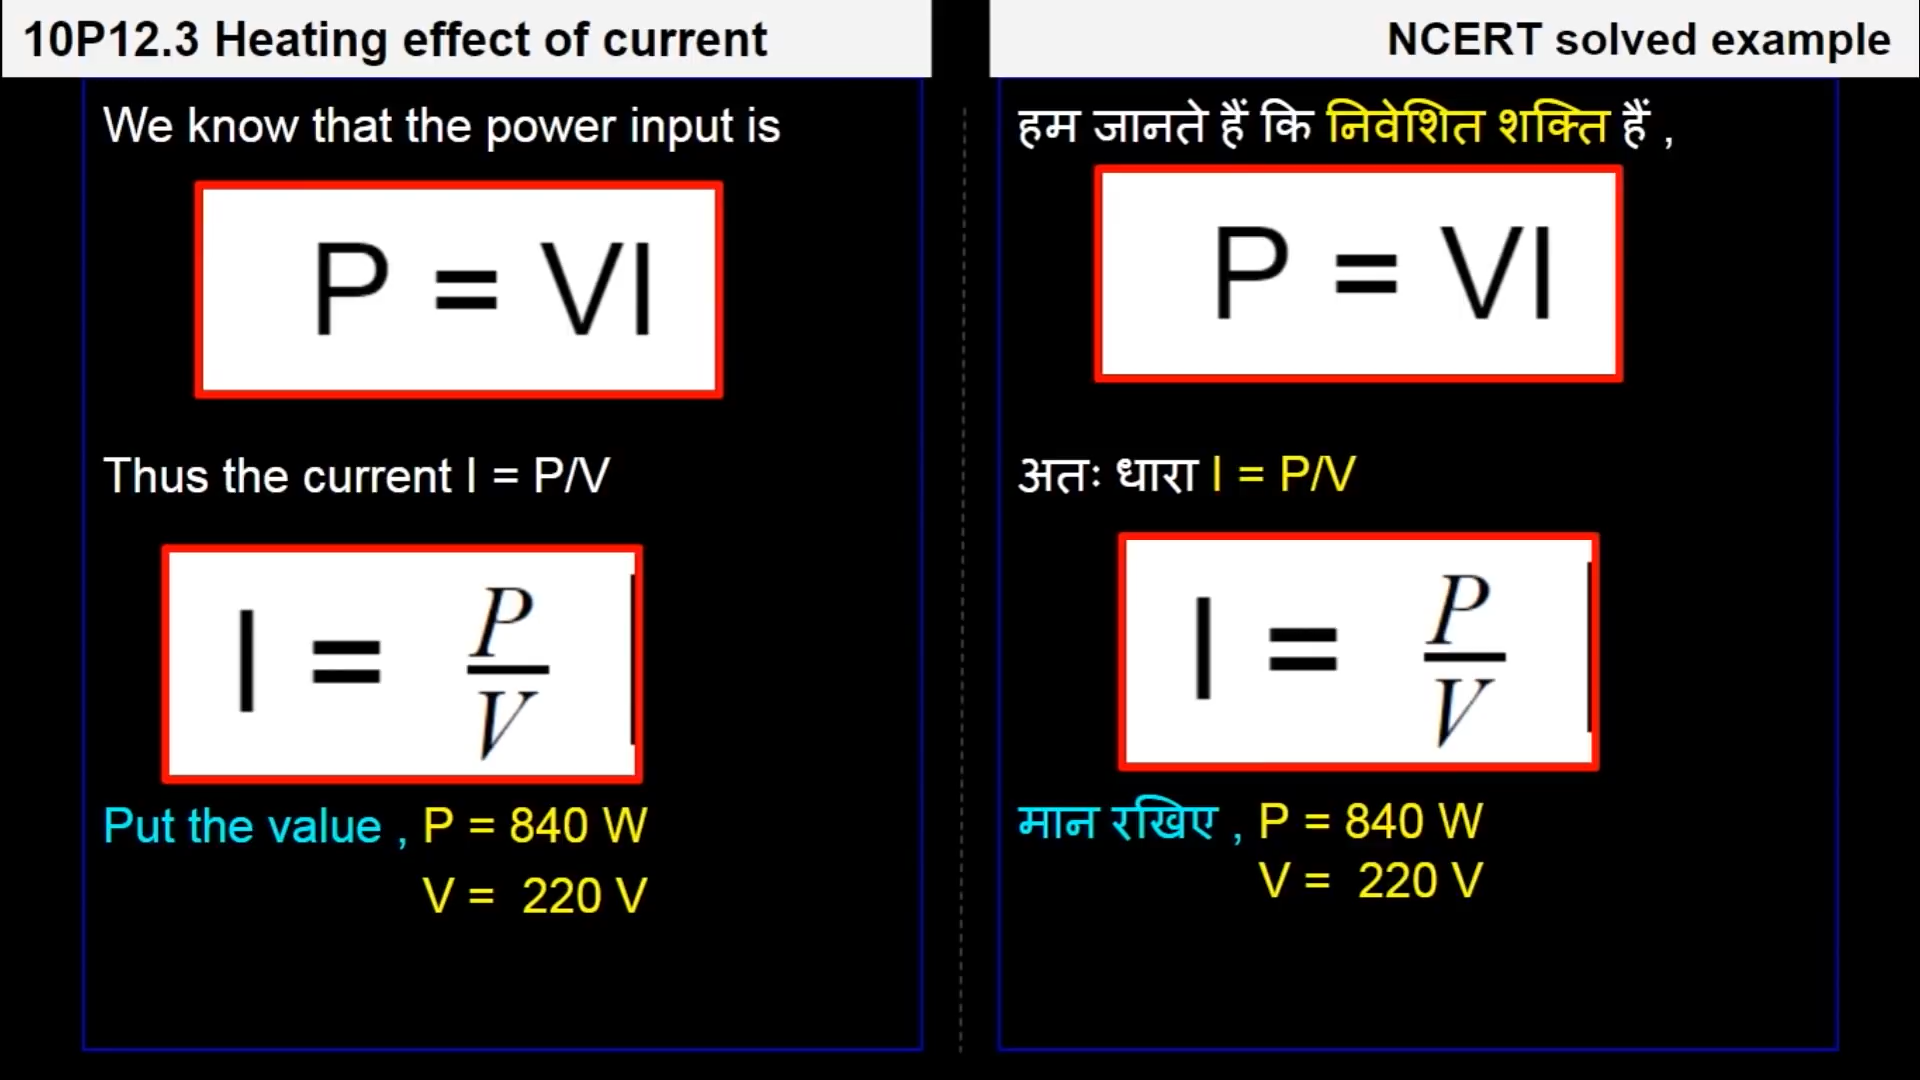 10P12.3 Heating effect of current
NCERT solved example
We know that the power input is
P = VI
Thus the current I = P/V
I = P/V
Put the value , P = 840 W
V = 220 V
हम जानते हैं कि निवेशित शक्ति हैं ,
P = VI
अतः धारा I = P/V
I = P/V
मान रखिए , P = 840 W
V = 220 V